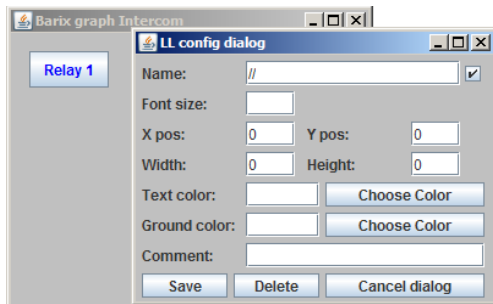 Barix graph Intercom
LL config dialog
Relay 1
Name: //
Font size:
X pos: 0 Y pos: 0
Width: 0 Height: 0
Text color: Choose Color
Ground color: Choose Color
Comment:
Save Delete Cancel dialog